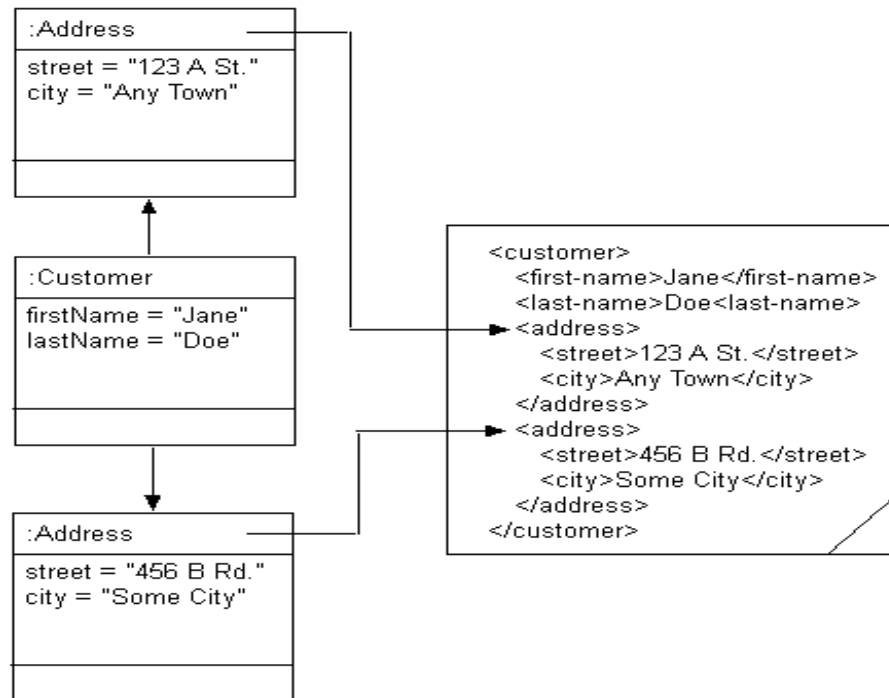 :Address
street = "123 A St."
city = "Any Town"
:Customer
firstName = "Jane"
lastName = "Doe"
:Address
street = "456 B Rd."
city = "Some City"
<customer>
<first-name>Jane</first-name>
<last-name>Doe<last-name>
<address>
<street>123 A St.</street>
<city>Any Town</city>
</address>
<address>
<street>456 B Rd.</street>
<city>Some City</city>
</address>
</customer>